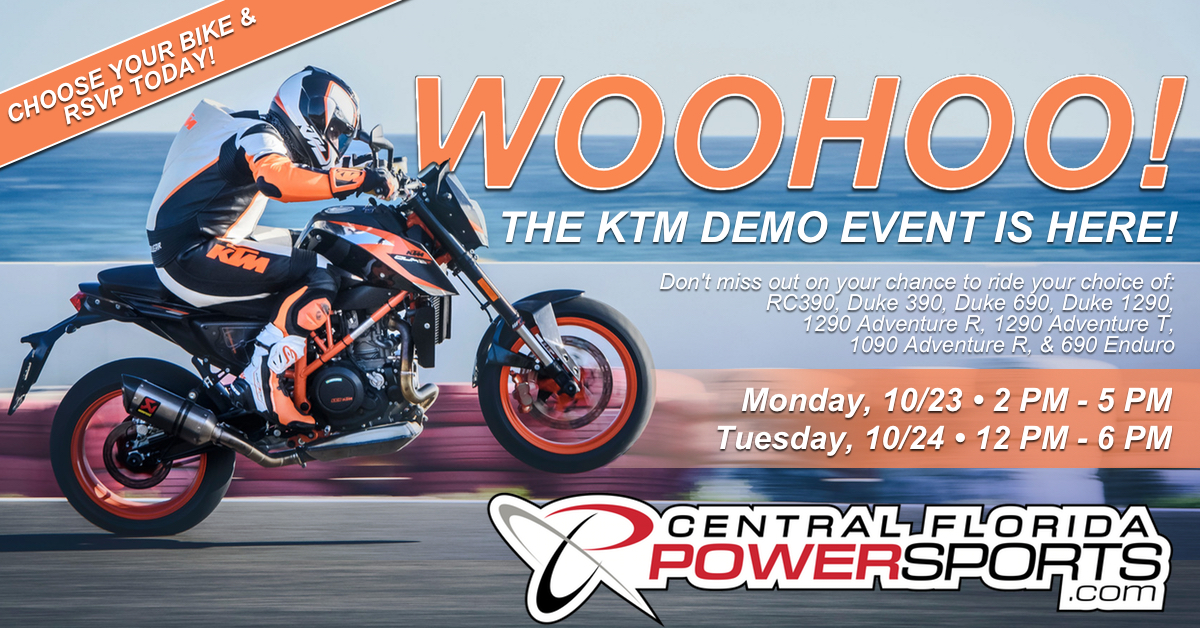 CHOOSE YOUR BIKE &
RSVP TODAY!
WOOHOO!
THE KTM DEMO EVENT IS HERE!
Don't miss out on your chance to ride your choice of:
RC390, Duke 390, Duke 690, Duke 1290,
1290 Adventure R, 1290 Adventure T,
1090 Adventure R, & 690 Enduro
Monday, 10/23 • 2 PM - 5 PM
Tuesday, 10/24 • 12 PM - 6 PM
KTM
CENTRAL FLORIDA
POWERSPORTS
.com